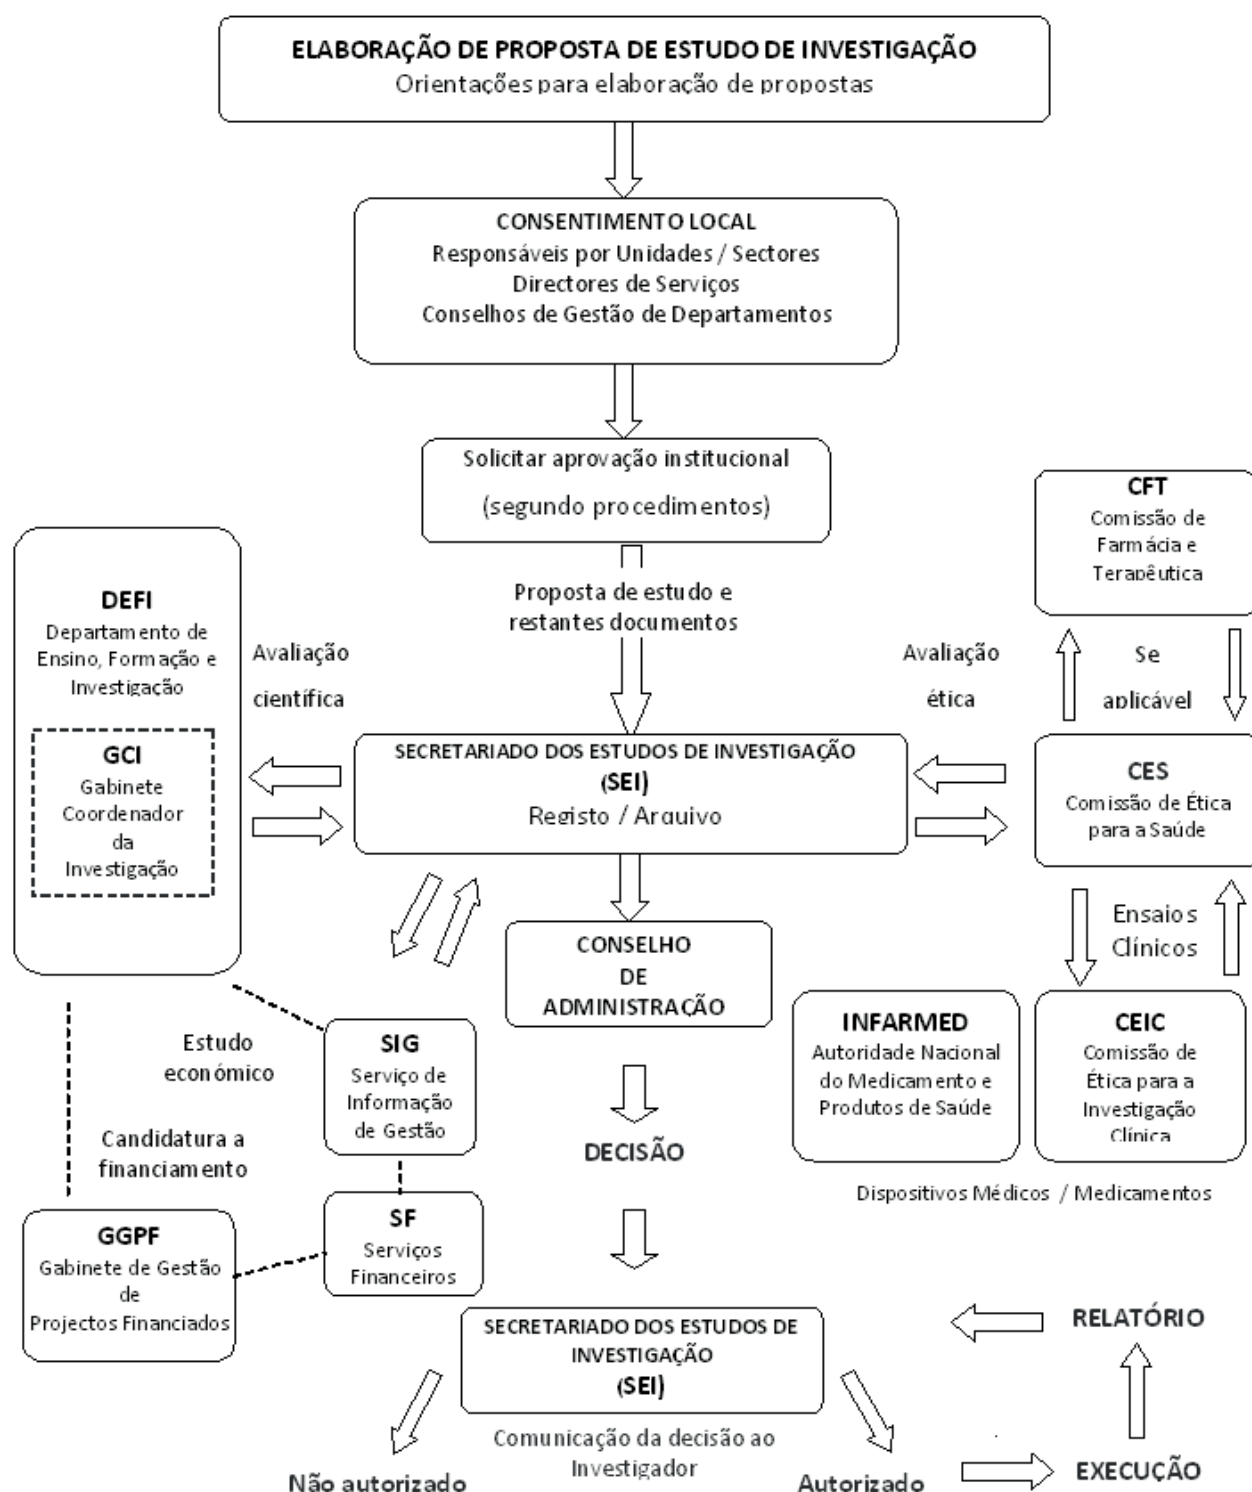 ELABORAÇÃO DE PROPOSTA DE ESTUDO DE INVESTIGAÇÃO
Orientações para elaboração de propostas
CONSENTIMENTO LOCAL
Responsáveis por Unidades / Sectores
Directores de Serviços
Conselhos de Gestão de Departamentos
Solicitar aprovação institucional
(segundo procedimentos)
Proposta de estudo e
restantes documentos
DEFI
Departamento de
Ensino, Formação e
Investigação
GCI
Gabinete
Coordenador
da
Investigação
Avaliação
científica
SECRETARIADO DOS ESTUDOS DE INVESTIGAÇÃO
(SEI)
Registo / Arquivo
Avaliação
ética
CFT
Comissão de
Farmácia e
Terapêutica
Se
aplicável
CES
Comissão de Ética
para a Saúde
Ensaios
Clínicos
CONSELHO
DE
ADMINISTRAÇÃO
INFARMED
Autoridade Nacional
do Medicamento e
Produtos de Saúde
CEIC
Comissão de
Ética para a
Investigação
Clínica
Dispositivos Médicos / Medicamentos
Estudo
económico
SIG
Serviço de
Informação
de Gestão
Candidatura a
financiamento
GGPF
Gabinete de Gestão
de
Projectos Financiados
SF
Serviços
Financeiros
DECISÃO
SECRETARIADO DOS ESTUDOS DE
INVESTIGAÇÃO
(SEI)
Comunicação da decisão ao
Investigador
Não autorizado
Autorizado
EXECUÇÃO
RELATÓRIO